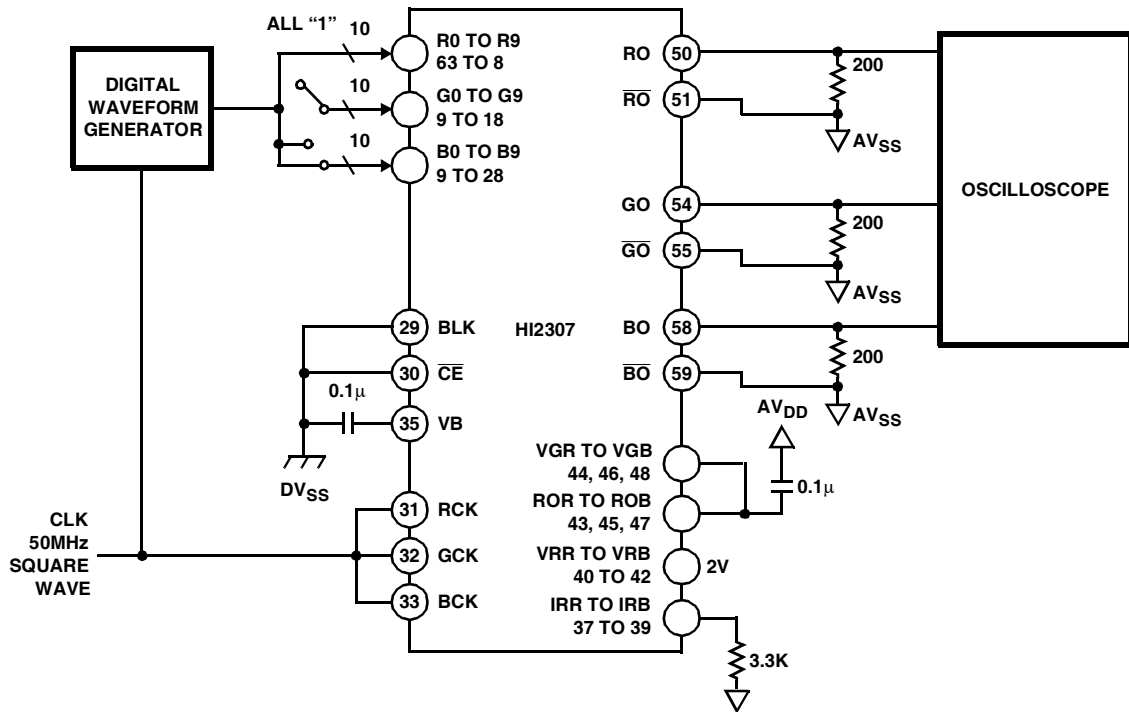 ALL “1”
10
R0 TO R9
63 TO 8
10
G0 TO G9
9 TO 18
10
B0 TO B9
9 TO 28
DIGITAL
WAVEFORM
GENERATOR
RO
50
200
RO
51
AVSS
GO
54
200
GO
55
AVSS
BO
58
200
BO
59
AVSS
OSCILLOSCOPE
HI2307
29
BLK
30
CE
0.1µ
35
VB
DVSS
31
RCK
32
GCK
33
BCK
CLK
50MHz
SQUARE
WAVE
AVDD
VGR TO VGB
44, 46, 48
0.1µ
ROR TO ROB
43, 45, 47
VRR TO VRB
40 TO 42
2V
IRR TO IRB
37 TO 39
3.3K